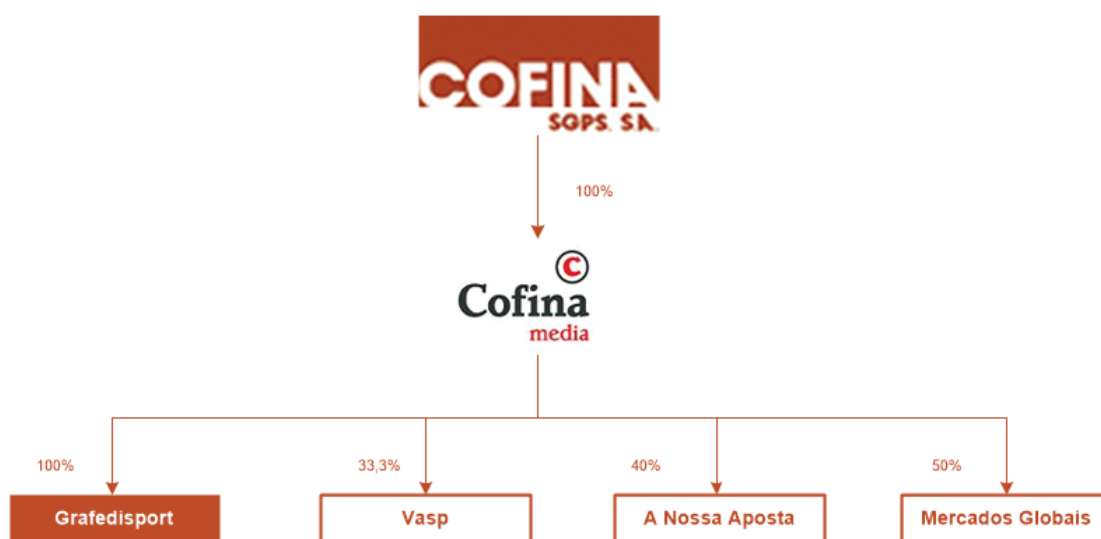 COFINA
SGPS, S.A.
100%
C
Cofina
media
100%
33,3%
40%
50%
Grafedisport
Vasp
A Nossa Aposta
Mercados Globais